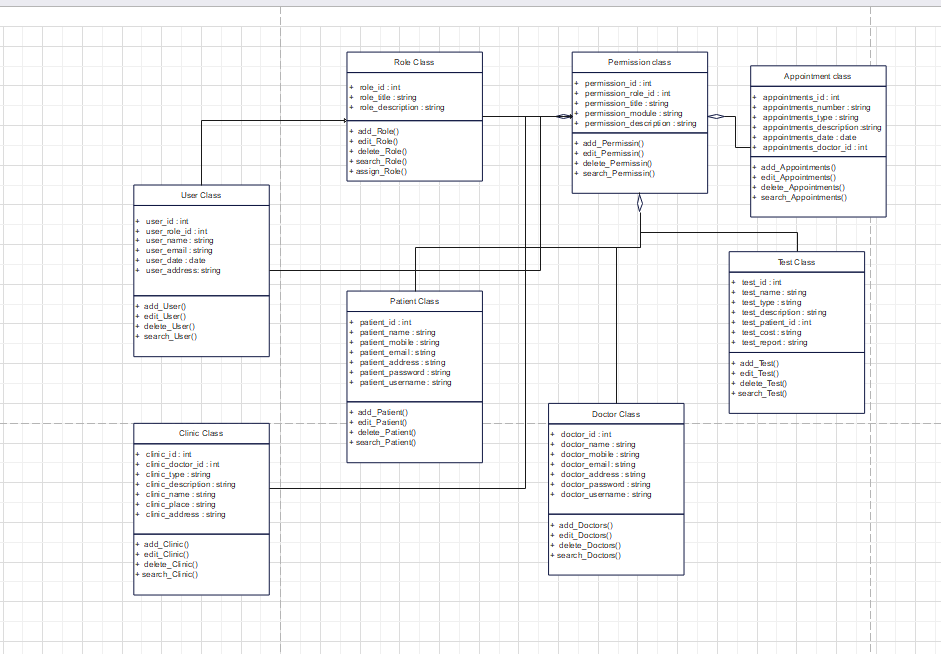 Role Class
+ role_id : int
+ role_title : string
+ role_description : string
+ add_Role()
+ edit_Role()
+ delete_Role()
+ search_Role()
+ assign_Role()
Permission class
+ permission_id : int
+ permission_role_id : int
+ permission_title : string
+ permission_module : string
+ permission_description : string
+ add_Permissin()
+ edit_Permissin()
+ delete_Permissin()
+ search_Permissin()
Appointment class
+ appointments_id : int
+ appointments_number : string
+ appointments_type : string
+ appointments_description :string
+ appointments_date : date
+ appointments_doctor_id : int
+ add_Appointments()
+ edit_Appointments()
+ delete_Appointments()
+ search_Appointments()
User Class
+ user_id : int
+ user_role_id : int
+ user_name : string
+ user_email : string
+ user_date : date
+ user_address: string
+ add_User()
+ edit_User()
+ delete_User()
+ search_User()
Test Class
+ test_id : int
+ test_name : string
+ test_type : string
+ test_description : string
+ test_patient_id : int
+ test_cost : string
+ test_report : string
+ add_Test()
+ edit_Test()
+ delete_Test()
+ search_Test()
Patient Class
+ patient_id : int
+ patient_name : string
+ patient_mobile : string
+ patient_email : string
+ patient_address : string
+ patient_password : string
+ patient_username : string
+ add_Patient()
+ edit_Patient()
+ delete_Patient()
+ search_Patient()
Doctor Class
+ doctor_id : int
+ doctor_name : string
+ doctor_mobile : string
+ doctor_email : string
+ doctor_address : string
+ doctor_password : string
+ doctor_username : string
+ add_Doctors()
+ edit_Doctors()
+ delete_Doctors()
+ search_Doctors()
Clinic Class
+ clinic_id : int
+ clinic_doctor_id : int
+ clinic_type : string
+ clinic_description : string
+ clinic_name : string
+ clinic_place : string
+ clinic_address : string
+ add_Clinic()
+ edit_Clinic()
+ delete_Clinic()
+ search_Clinic()